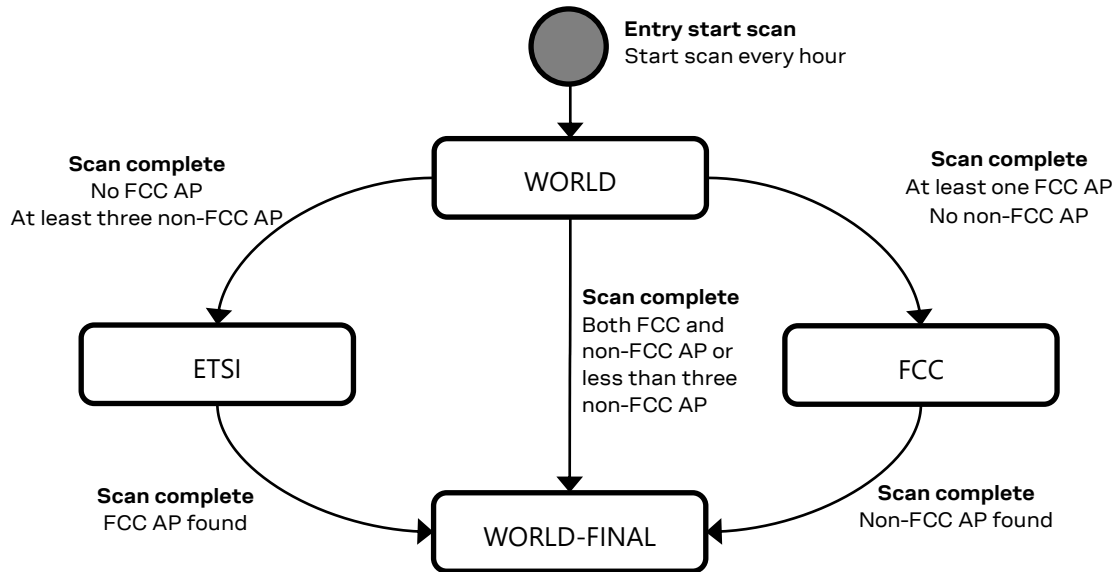 Entry start scan
Start scan every hour
WORLD
Scan complete
No FCC AP
At least three non-FCC AP
Scan complete
At least one FCC AP
No non-FCC AP
Scan complete
Both FCC and
non-FCC AP or
less than three
non-FCC AP
ETSI
FCC
Scan complete
FCC AP found
Scan complete
Non-FCC AP found
WORLD-FINAL